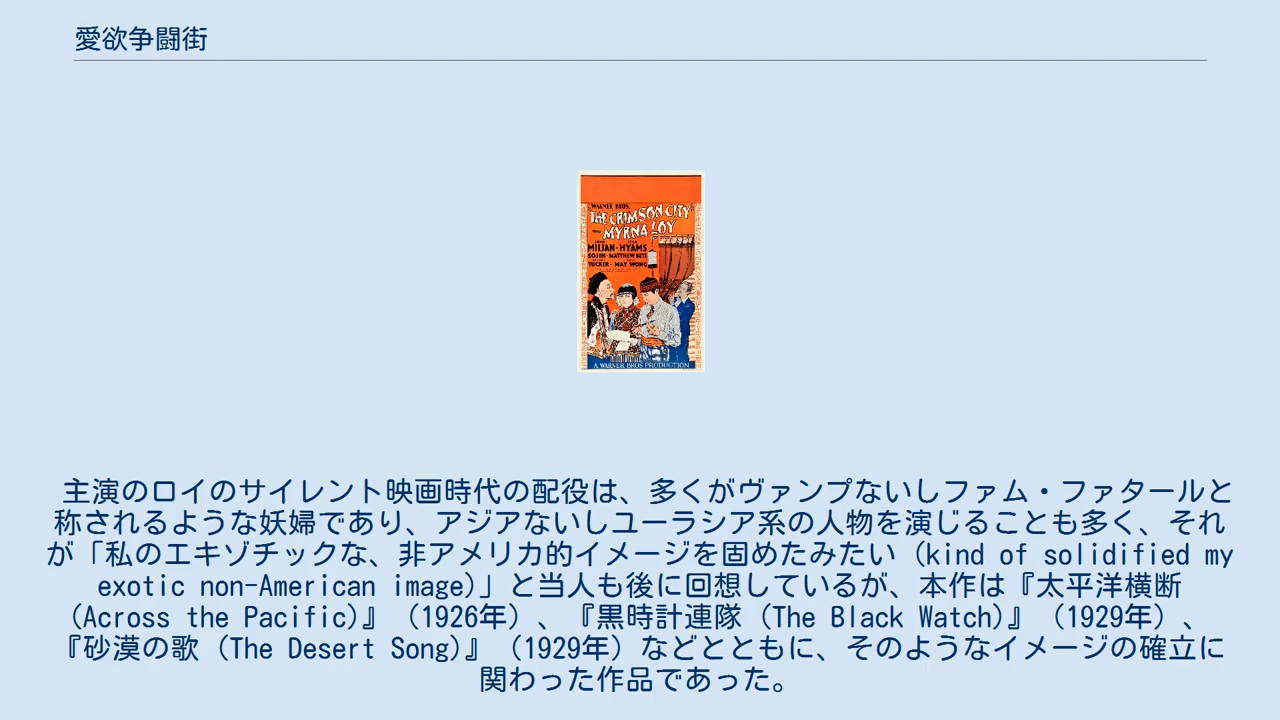 愛欲争闘街
WARNER BROS.
THE CRIMSON CITY
MYRNA LOY
MILJAN · HYAMS
SOJIN · MATTHEW BETZ
TUCKER · MAY WONG
A WARNER BROS PRODUCTION
主演のロイのサイレント映画時代の配役は、多くがヴァンプないしファム・ファタールと
称されるような妖婦であり、アジアないしユーラシア系の人物を演じることも多く、それ
が「私のエキゾチックな、非アメリカ的イメージを固めたみたい（kind of solidified my
exotic non-American image)」と当人も後に回想しているが、本作は『太平洋横断
（Across the Pacific)』（1926年）、『黒時計連隊（The Black Watch)』（1929年）、
『砂漠の歌（The Desert Song)』（1929年）などとともに、そのようなイメージの確立に
関わった作品であった。